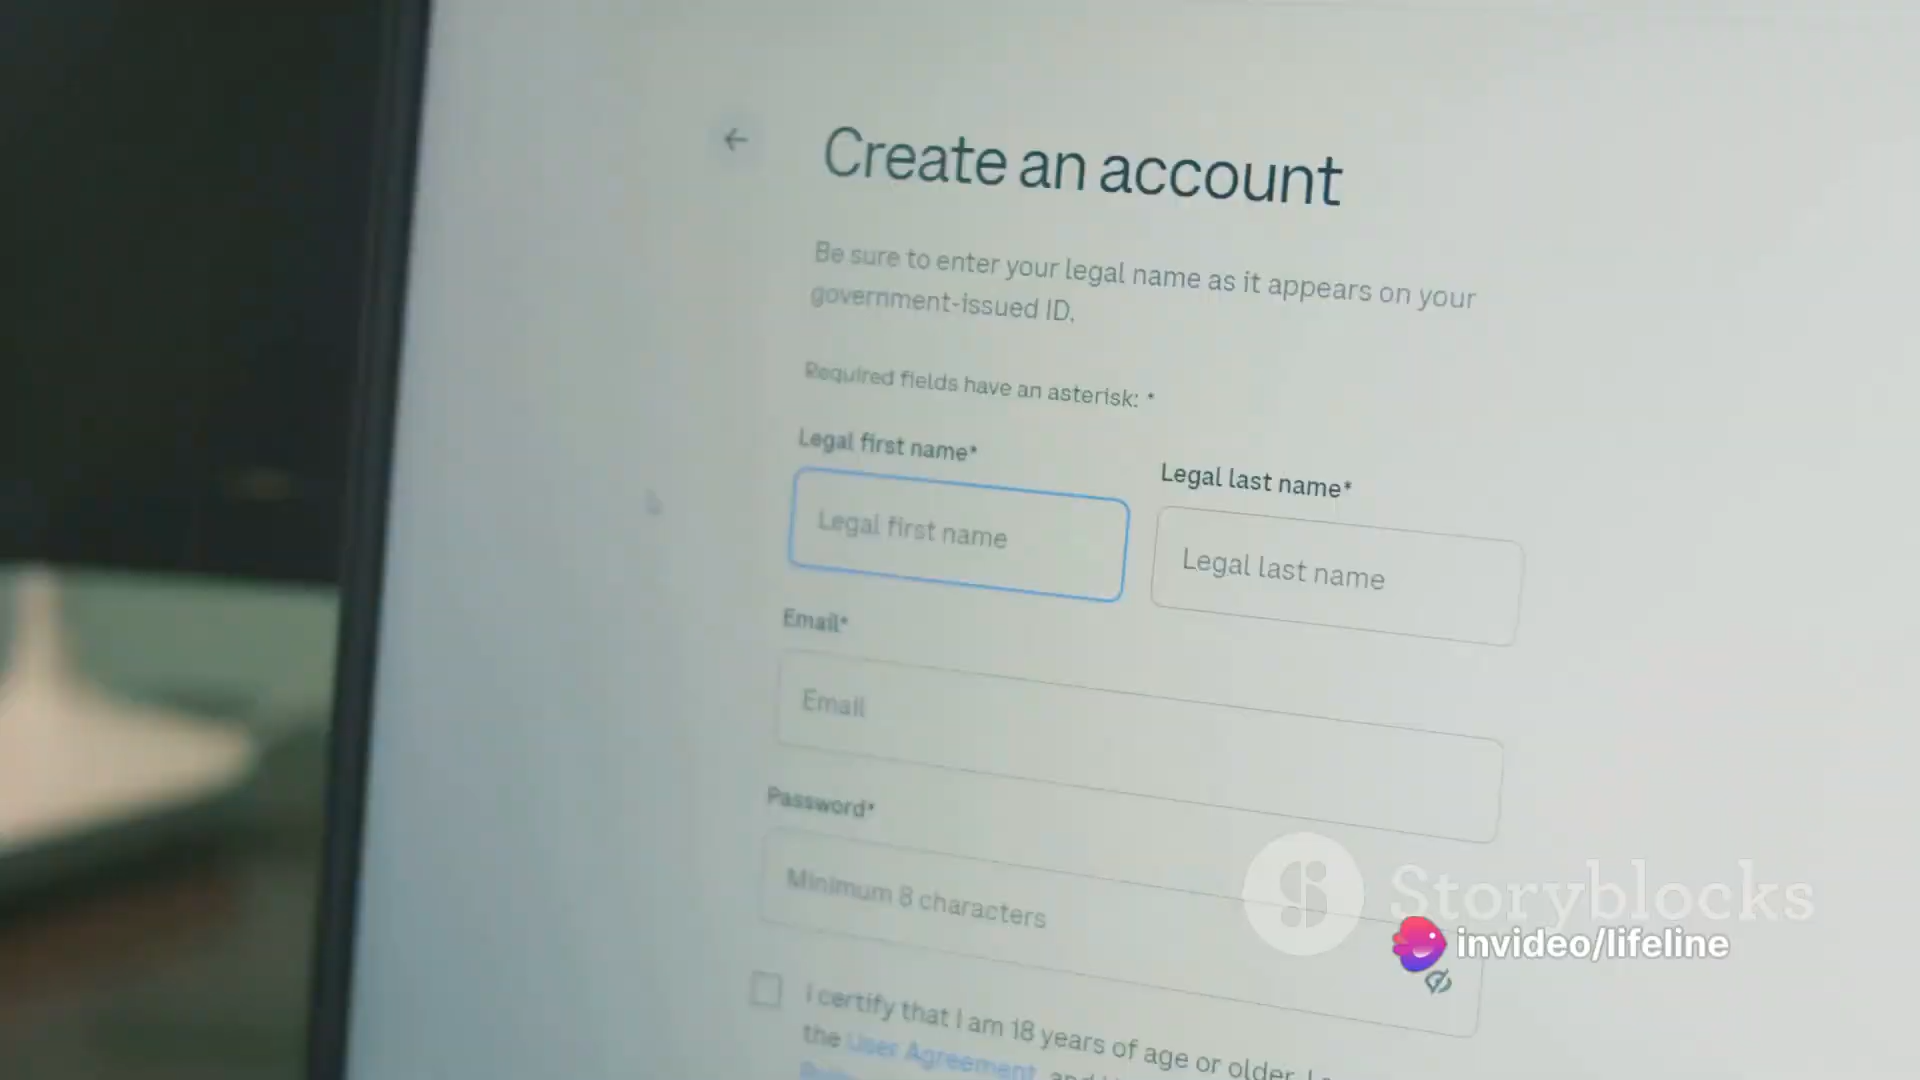 Create an account
Be sure to enter your legal name as it appears on your
government-issued ID.
Required fields have an asterisk: *
Legal first name*
Legal last name*
Legal first name
Legal last name
Email*
Email
Password*
Minimum 8 characters
Storyblocks
invideo/lifeline
I certify that I am 18 years of age or older,
the User Agreement, and